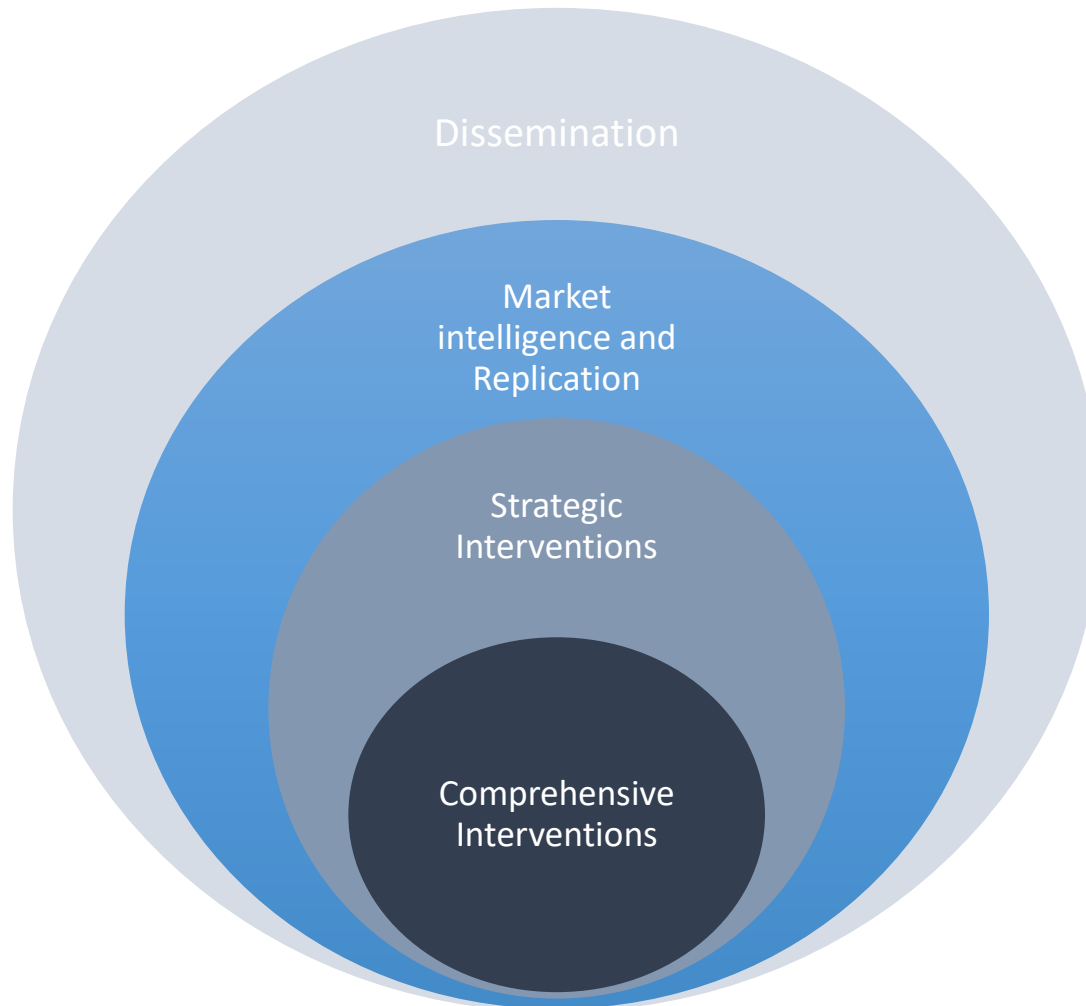 Dissemination
Market
intelligence and
Replication
Strategic
Interventions
Comprehensive
Interventions